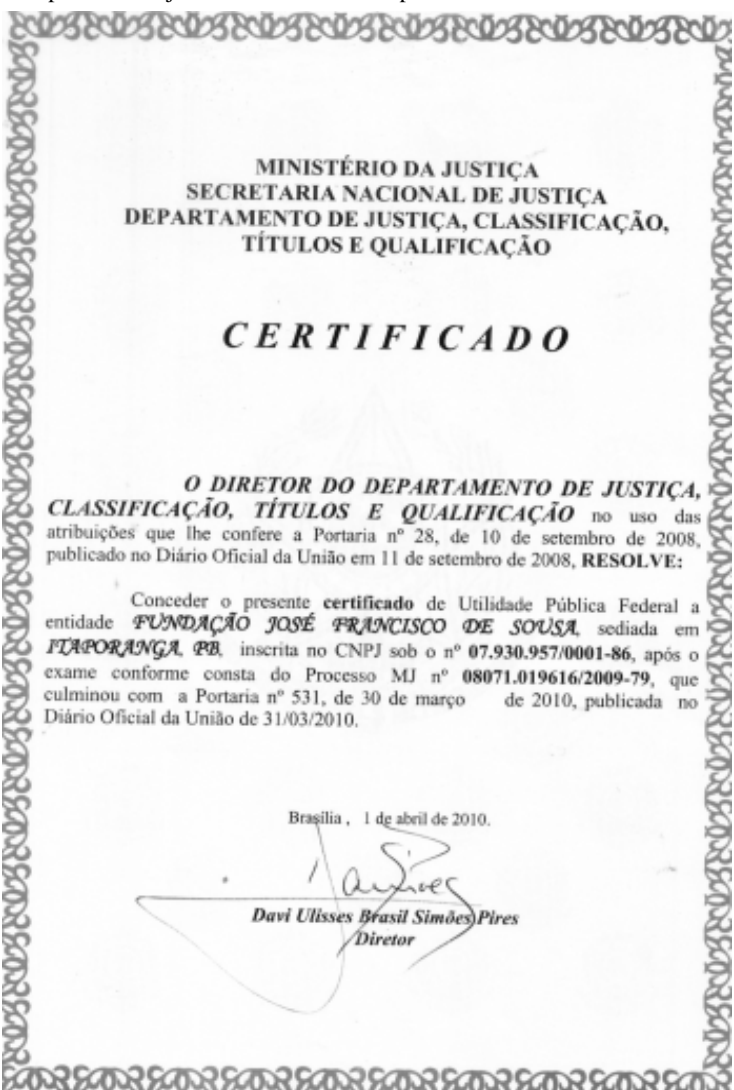 MINISTÉRIO DA JUSTIÇA
SECRETARIA NACIONAL DE JUSTIÇA
DEPARTAMENTO DE JUSTIÇA, CLASSIFICAÇÃO,
TÍTULOS E QUALIFICAÇÃO
CERTIFICADO
O DIRETOR DO DEPARTAMENTO DE JUSTIÇA,
CLASSIFICAÇÃO, TÍTULOS E QUALIFICAÇÃO no uso das
atribuições que lhe confere a Portaria nº 28, de 10 de setembro de 2008,
publicado no Diário Oficial da União em 11 de setembro de 2008, RESOLVE:
Conceder o presente certificado de Utilidade Pública Federal a
entidade FUNDAÇÃO JOSÉ FRANCISCO DE SOUSA, sediada em
ITAPORANGA, PB, inscrita no CNPJ sob o nº 07.930.957/0001-86, após o
exame conforme consta do Processo MJ nº 08071.019616/2009-79, que
culminou com a Portaria nº 531, de 30 de março de 2010, publicada no
Diário Oficial da União de 31/03/2010.
Brasília , 1 de abril de 2010.
Davi Ulisses Brasil Simões Pires
Diretor